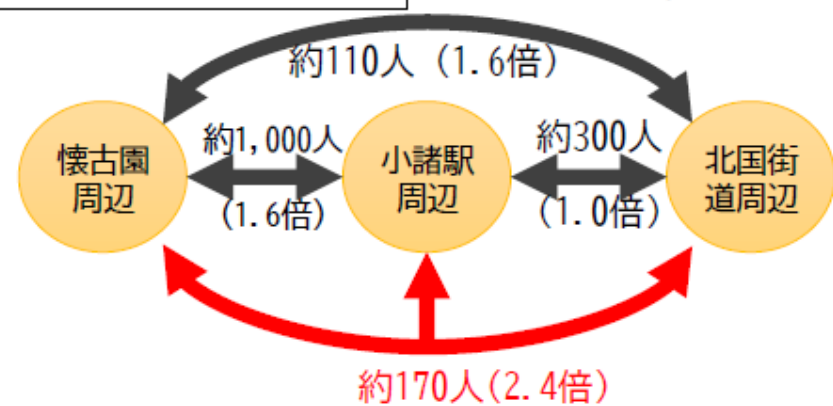 約110人（1.6倍）
懐古園
周辺
約1,000人
(1.6倍)
小諸駅
周辺
約300人
(1.0倍)
北国街
道周辺
約170人(2.4倍)